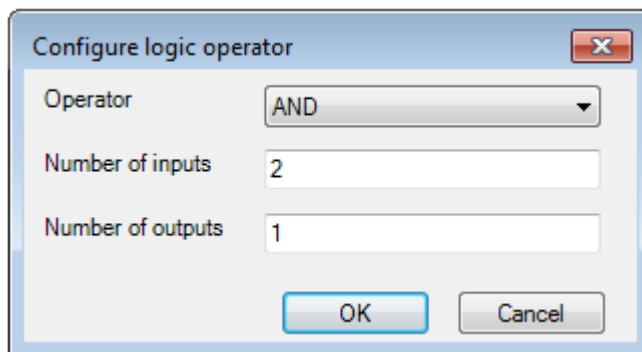 Configure logic operator
Operator AND
Number of inputs 2
Number of outputs 1
OK Cancel